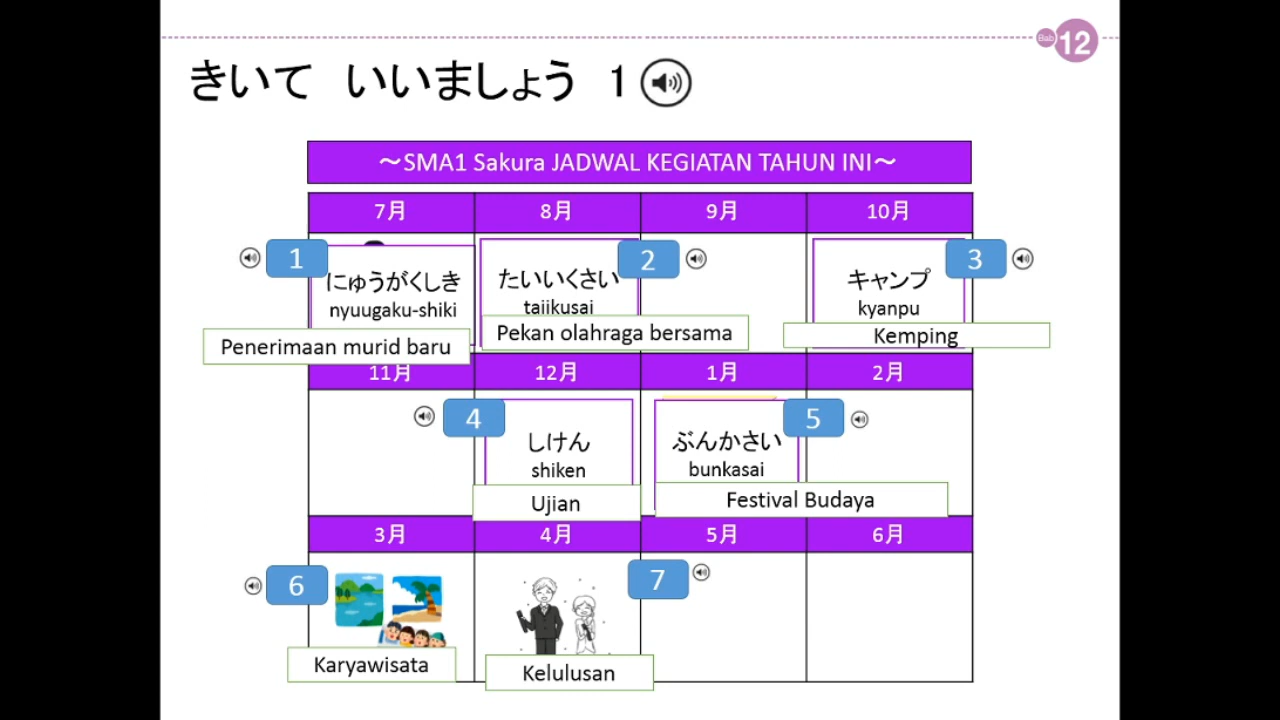 Bab 12
きいて いいましょう 1
～SMA1 Sakura JADWAL KEGIATAN TAHUN INI～
7月 8月 9月 10月
1
にゅうがくしき
nyuugaku-shiki
Penerimaan murid baru
2
たいいくさい
taiikusai
Pekan olahraga bersama
3
キャンプ
kyanpu
Kemping
11月 12月 1月 2月
4
しけん
shiken
Ujian
5
ぶんかさい
bunkasai
Festival Budaya
3月 4月 5月 6月
6
Karyawisata
7
Kelulusan